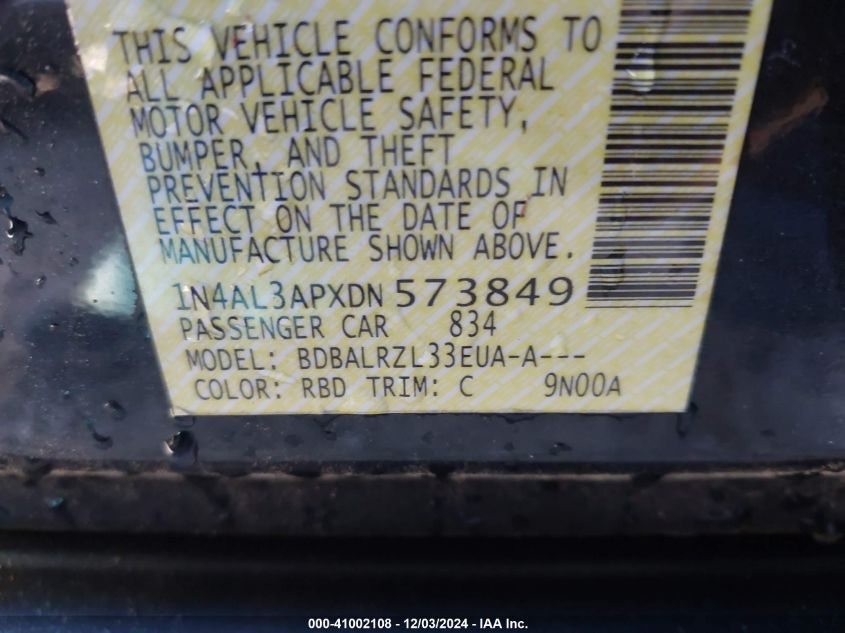 THIS VEHICLE CONFORMS TO
ALL APPLICABLE FEDERAL
MOTOR VEHICLE SAFETY,
BUMPER, AND THEFT
PREVENTION STANDARDS IN
EFFECT ON THE DATE OF
MANUFACTURE SHOWN ABOVE.
1N4AL3APXDN573849
PASSENGER CAR 834
MODEL: BDBALRZL33EUA-A---
COLOR: RBD TRIM: C 9N00A
000-41002108 - 12/03/2024 - IAA Inc.